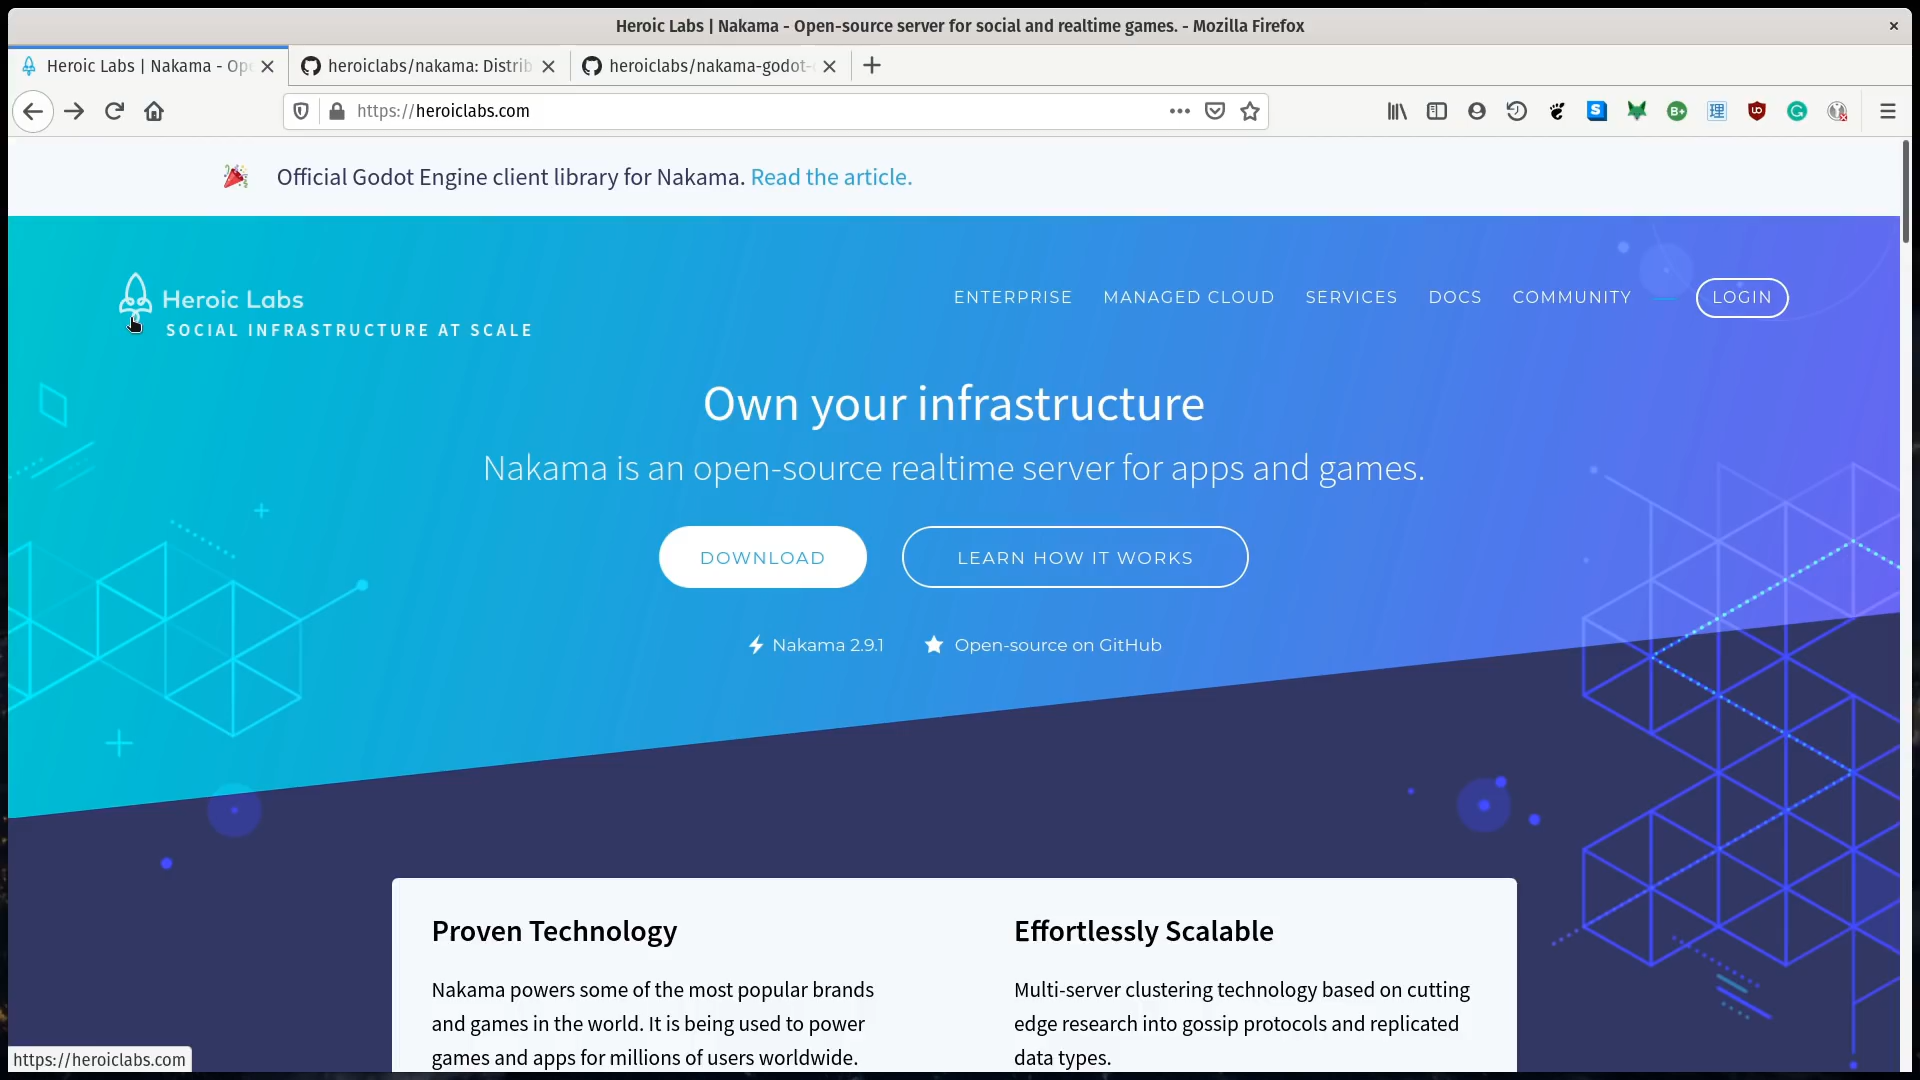 Heroic Labs | Nakama - Open-source server for social and realtime games. - Mozilla Firefox
Heroic Labs | Nakama - Ope
heroiclabs/nakama: Distrib
heroiclabs/nakama-godot-
https://heroiclabs.com
S
B+
理
G
Official Godot Engine client library for Nakama. Read the article.
Heroic Labs
SOCIAL INFRASTRUCTURE AT SCALE
ENTERPRISE
MANAGED CLOUD
SERVICES
DOCS
COMMUNITY
LOGIN
Own your infrastructure
Nakama is an open-source realtime server for apps and games.
DOWNLOAD
LEARN HOW IT WORKS
Nakama 2.9.1
Open-source on GitHub
Proven Technology
Nakama powers some of the most popular brands
and games in the world. It is being used to power
games and apps for millions of users worldwide.
Effortlessly Scalable
Multi-server clustering technology based on cutting
edge research into gossip protocols and replicated
data types.
https://heroiclabs.com